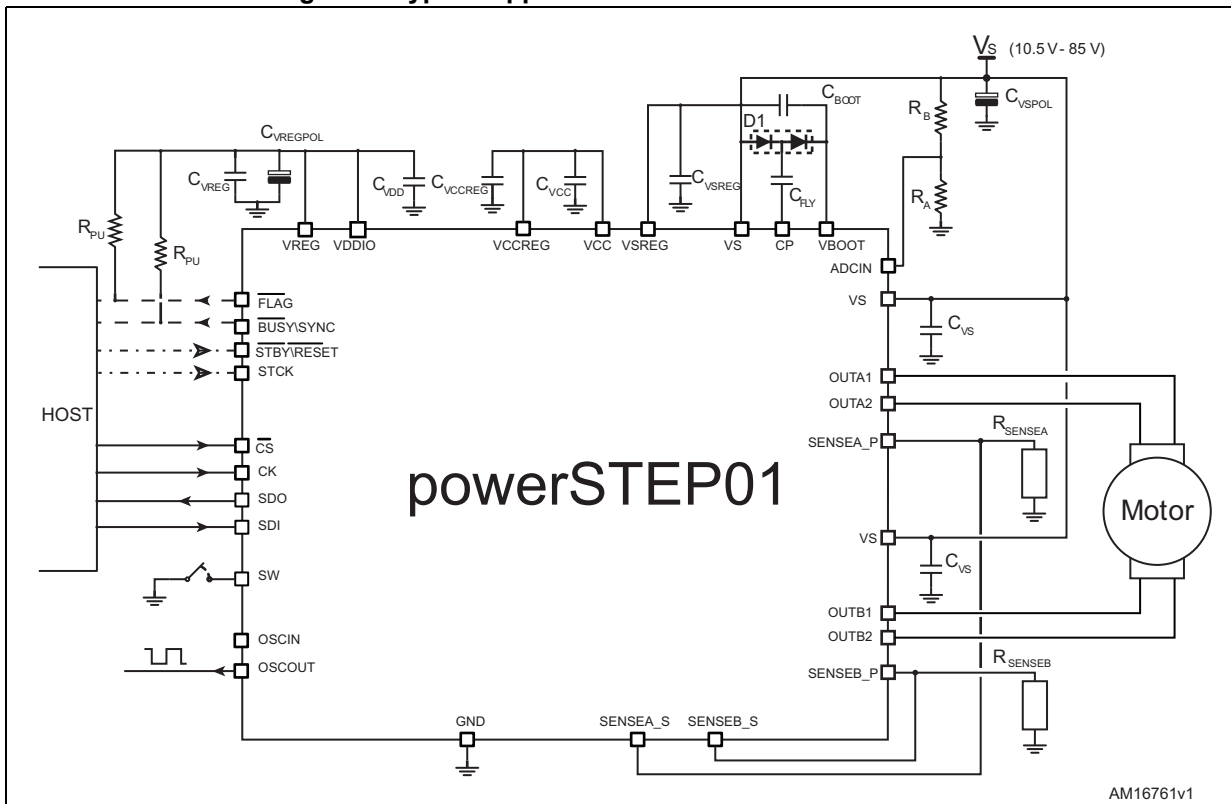 VS (10.5 V - 85 V)
CBOOT
RB
CVSPOL
D1
CVREGPOL
CVREG
CVDD
CVCCREG
CVCC
CVSREG
CFLY
RA
RPU
RPU
VREG
VDDIO
VCCREG
VCC
VSREG
VS
CP
VBOOT
ADCIN
FLAG
VS
BUSY\SYNC
CVS
STBY\RESET
STCK
OUTA1
HOST
OUTA2
RSENSEA
CS
SENSEA_P
CK
powerSTEP01
SDO
Motor
SDI
VS
SW
CVS
OUTB1
OSCIN
OUTB2
OSCOUT
SENSEB_P
RSENSEB
GND
SENSEA_S
SENSEB_S
AM16761v1